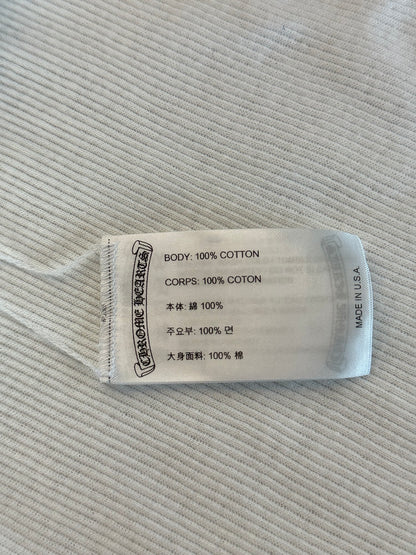 CHROME HEARTS
BODY: 100% COTTON
CORPS: 100% COTON
本体: 綿 100%
주요부: 100% 면
大身面料: 100% 棉
MADE IN U.S.A.